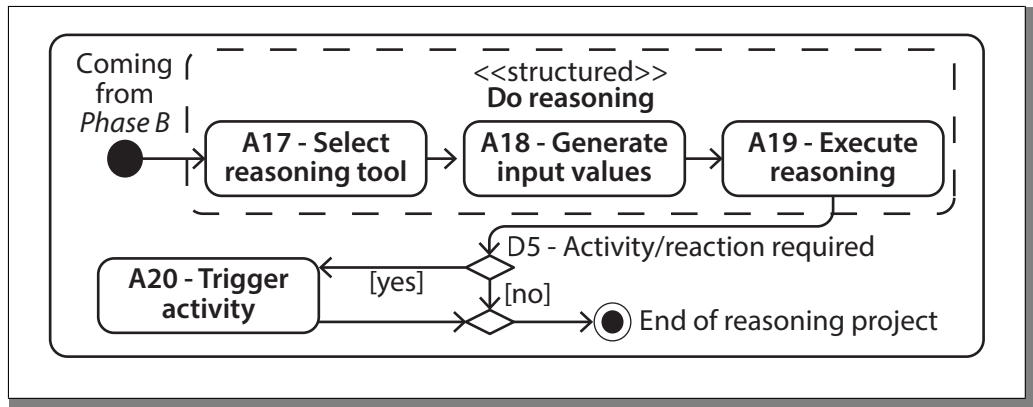 Coming
from
Phase B
<<structured>>
Do reasoning
A17 - Select
reasoning tool
A18 - Generate
input values
A19 - Execute
reasoning
D5 - Activity/reaction required
A20 - Trigger
activity
[yes]
[no]
End of reasoning project